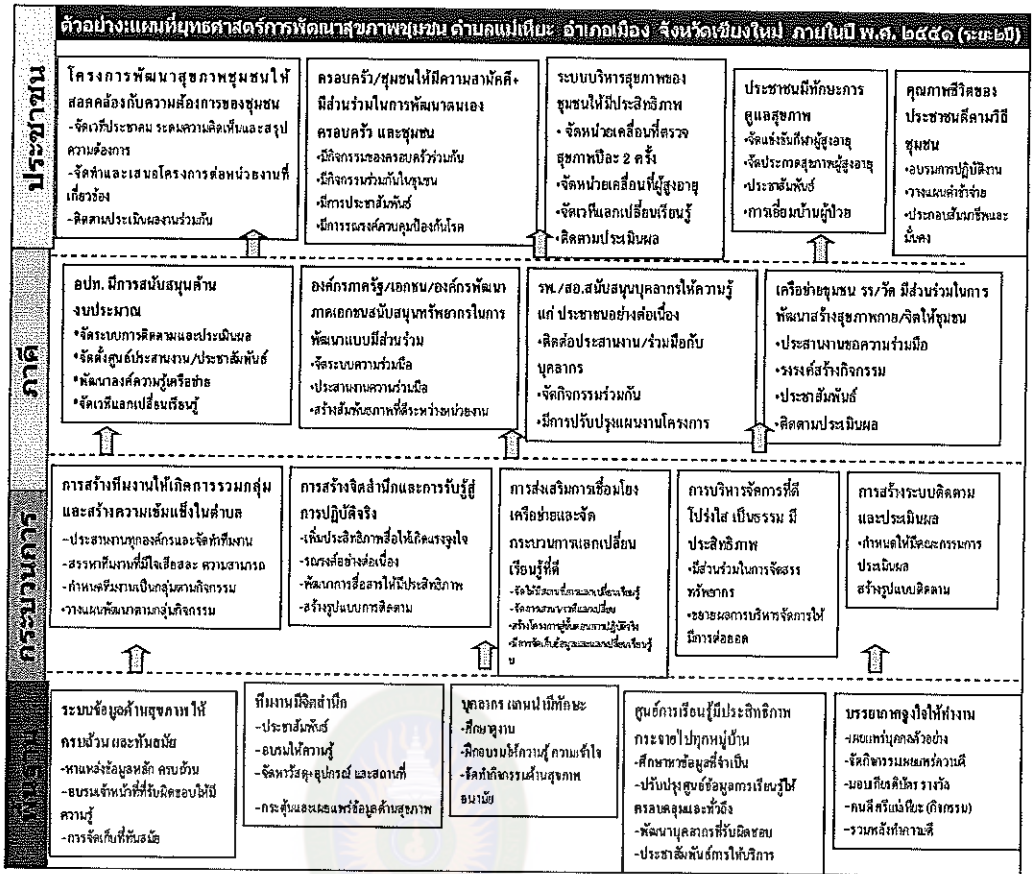 ตัวอย่าง:แผนที่ยุทธศาสตร์การพัฒนาสุขภาพชุมชน ตำบลแม่เหียะ อำเภอเมือง จังหวัดเชียงใหม่ ภายในปี พ.ศ. ๒๕๕๑ (ระยะ๒ปี)
ประชาชน
โครงการพัฒนาสุขภาพชุมชนให้
สอดคล้องกับความต้องการของชุมชน
-จัดเวทีประชาคม ระดมความคิดเห็นและสรุป
ความต้องการ
-จัดทำและเสนอโครงการต่อหน่วยงานที่
เกี่ยวข้อง
-ติดตามประเมินผลงานร่วมกัน
ครอบครัว/ชุมชนให้มีความสามัคคี+
มีส่วนร่วมในการพัฒนาตนเอง
ครอบครัว และชุมชน
•มีกิจกรรมของครอบครัวร่วมกัน
•มีกิจกรรมร่วมกันในชุมชน
•มีการประชาสัมพันธ์
•มีการรณรงค์ควบคุมป้องกันโรค
ระบบบริหารสุขภาพของ
ชุมชนให้มีประสิทธิภาพ
• จัดหน่วยเคลื่อนที่ตรวจ
สุขภาพปีละ 2 ครั้ง
•จัดหน่วยเคลื่อนที่ผู้สูงอายุ
•จัดเวทีแลกเปลี่ยนเรียนรู้
•ติดตามประเมินผล
ประชาชนมีทักษะการ
ดูแลสุขภาพ
•จัดแข่งขันกีฬาผู้สูงอายุ
•จัดประกวดสุขภาพผู้สูงอายุ
•ประชาสัมพันธ์
•การเยี่ยมบ้านผู้ป่วย
คุณภาพชีวิตของ
ประชาชนดีตามวิถี
ชุมชน
•อบรมการปฏิบัติงาน
•วางแผนค่าใช้จ่าย
•ประกอบสัมมาชีพและ
มั่นคง
ภาคี
อปท. มีการสนับสนุนด้าน
งบประมาณ
•จัดระบบการติดตามและประเมินผล
•จัดตั้งศูนย์ประสานงาน/ประชาสัมพันธ์
•พัฒนาองค์ความรู้เครือข่าย
•จัดเวทีแลกเปลี่ยนเรียนรู้
องค์กรภาครัฐ/เอกชน/องค์กรพัฒนา
ภาคเอกชนสนับสนุนทรัพยากรในการ
พัฒนาแบบมีส่วนร่วม
•จัดระบบความร่วมมือ
•ประสานงานความร่วมมือ
•สร้างสัมพันธภาพที่ดีระหว่างหน่วยงาน
รพ./สอ.สนับสนุนบุคลากรให้ความรู้
แก่ ประชาชนอย่างต่อเนื่อง
•ติดต่อประสานงาน/ร่วมมือกับ
บุคลากร
•จัดกิจกรรมร่วมกัน
•มีการปรับปรุงแผนงานโครงการ
เครือข่ายชุมชน รร/วัด มีส่วนร่วมในการ
พัฒนาสร้างสุขภาพกาย/จิตให้ชุมชน
•ประสานงานขอความร่วมมือ
•รงรงค์สร้างกิจกรรม
•ประชาสัมพันธ์
•ติดตามประเมินผล
กระบวนการ
การสร้างทีมงานให้เกิดการรวมกลุ่ม
และสร้างความเข้มแข็งในตำบล
-ประสานงานทุกองค์กรและจัดทำทีมงาน
-สรรหาทีมงานที่มีใจเสียสละ ความสามารถ
-กำหนดทีมงานเป็นกลุ่มตามกิจกรรม
-วางแผนพัฒนาตามกลุ่มกิจกรรม
การสร้างจิตสำนึกและการรับรู้สู่
การปฏิบัติจริง
-เพิ่มประสิทธิภาพสื่อให้เกิดแรงจูงใจ
-รณรงค์อย่างต่อเนื่อง
-พัฒนาการสื่อสารให้มีประสิทธิภาพ
-สร้างรูปแบบการติดตาม
การส่งเสริมการเชื่อมโยง
เครือข่ายและจัด
กระบวนการแลกเปลี่ยน
เรียนรู้ที่ดี
-จัดให้มีสถานที่การแลกเปลี่ยนเรียนรู้
-สร้างโครงการสู่ขั้นตอนการปฏิบัติจริง
-มีการจัดเก็บข้อมูลและแลกเปลี่ยนเรียนรู้
การบริหารจัดการที่ดี
โปร่งใส เป็นธรรม มี
ประสิทธิภาพ
•มีส่วนร่วมในการจัดสรร
ทรัพยากร
•ขยายผลการบริหารจัดการให้
มีการต่อยอด
การสร้างระบบติดตาม
และประเมินผล
•กำหนดให้มีคณะกรรมการ
ประเมินผล
สร้างรูปแบบติดตาม
พื้นฐาน
ระบบข้อมูลด้านสุขภาพ ให้
ครบถ้วน และทันสมัย
-หาแหล่งข้อมูลหลัก ครบถ้วน
-อบรมเจ้าหน้าที่ที่รับผิดชอบให้มี
ความรู้
-การจัดเก็บที่ทันสมัย
ทีมงานมีจิตสำนึก
-ประชาสัมพันธ์
-อบรมให้ความรู้
-จัดหาวัสดุ+อุปกรณ์ และสถานที่
-กระตุ้นและเผยแพร่ข้อมูลด้านสุขภาพ
บุคลากร แกนนำมีทักษะ
-ศึกษาดูงาน
-ฝึกอบรมให้ความรู้ ความเข้าใจ
-จัดทำกิจกรรมด้านสุขภาพ
อนามัย
ศูนย์การเรียนรู้มีประสิทธิภาพ
กระจายไปทุกหมู่บ้าน
-ศึกษาหาข้อมูลที่จำเป็น
-ปรับปรุงศูนย์ข้อมูลการเรียนรู้ให้
ครอบคลุมและทั่วถึง
-พัฒนาบุคลากรที่รับผิดชอบ
-ประชาสัมพันธ์การให้บริการ
บรรยากาศจูงใจให้ทำงาน
-เผยแพร่บุคคลตัวอย่าง
-จัดกิจกรรมเผยแพร่ความดี
-มอบเกียรติบัตร รางวัล
-คนดีศรีแม่เหียะ (กิจกรรม)
-รวมพลังทำความดี